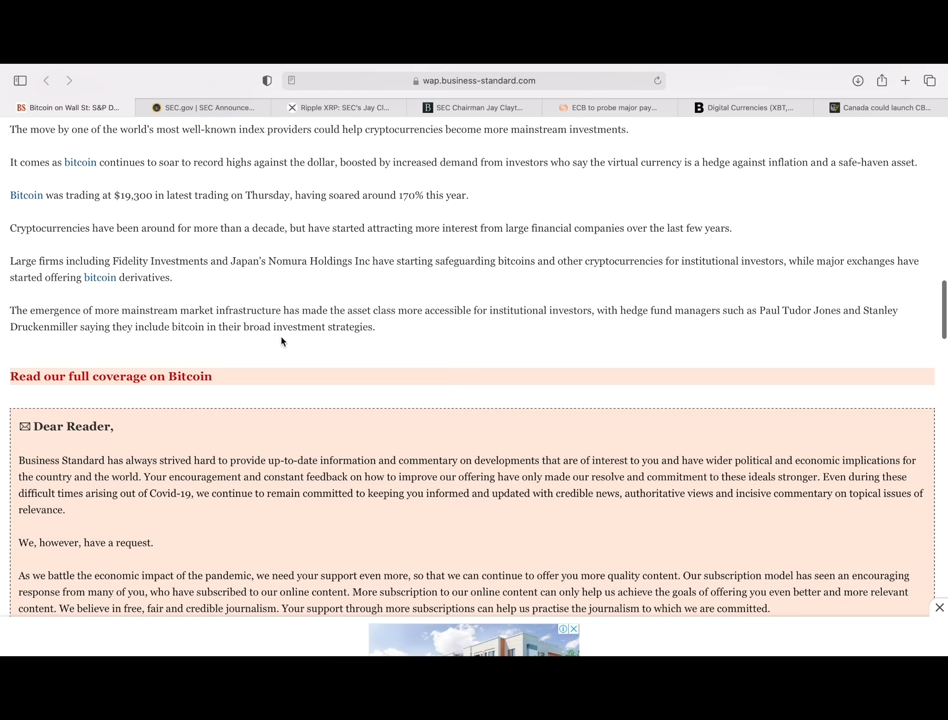 wap.business-standard.com
BS Bitcoin on Wall St: S&P D...
SEC.gov | SEC Announce...
Ripple XRP: SEC's Jay Cl...
SEC Chairman Jay Clayt...
ECB to probe major pay...
Digital Currencies (XBT,...
Canada could launch CB...
The move by one of the world's most well-known index providers could help cryptocurrencies become more mainstream investments.
It comes as bitcoin continues to soar to record highs against the dollar, boosted by increased demand from investors who say the virtual currency is a hedge against inflation and a safe-haven asset.
Bitcoin was trading at $19,300 in latest trading on Thursday, having soared around 170% this year.
Cryptocurrencies have been around for more than a decade, but have started attracting more interest from large financial companies over the last few years.
Large firms including Fidelity Investments and Japan's Nomura Holdings Inc have starting safeguarding bitcoins and other cryptocurrencies for institutional investors, while major exchanges have
started offering bitcoin derivatives.
The emergence of more mainstream market infrastructure has made the asset class more accessible for institutional investors, with hedge fund managers such as Paul Tudor Jones and Stanley
Druckenmiller saying they include bitcoin in their broad investment strategies.
Read our full coverage on Bitcoin
Dear Reader,
Business Standard has always strived hard to provide up-to-date information and commentary on developments that are of interest to you and have wider political and economic implications for
the country and the world. Your encouragement and constant feedback on how to improve our offering have only made our resolve and commitment to these ideals stronger. Even during these
difficult times arising out of Covid-19, we continue to remain committed to keeping you informed and updated with credible news, authoritative views and incisive commentary on topical issues of
relevance.
We, however, have a request.
As we battle the economic impact of the pandemic, we need your support even more, so that we can continue to offer you more quality content. Our subscription model has seen an encouraging
response from many of you, who have subscribed to our online content. More subscription to our online content can only help us achieve the goals of offering you even better and more relevant
content. We believe in free, fair and credible journalism. Your support through more subscriptions can help us practise the journalism to which we are committed.